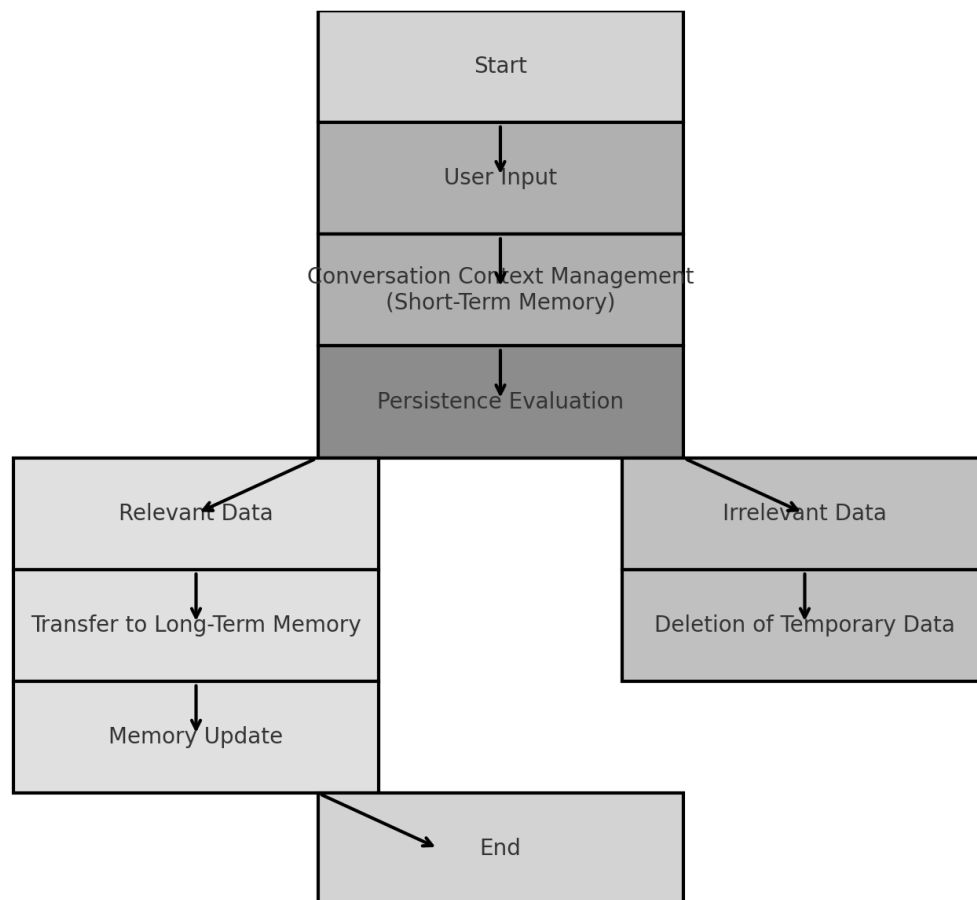 Start
User Input
Conversation Context Management
(Short-Term Memory)
Persistence Evaluation
Relevant Data
Irrelevant Data
Transfer to Long-Term Memory
Deletion of Temporary Data
Memory Update
End